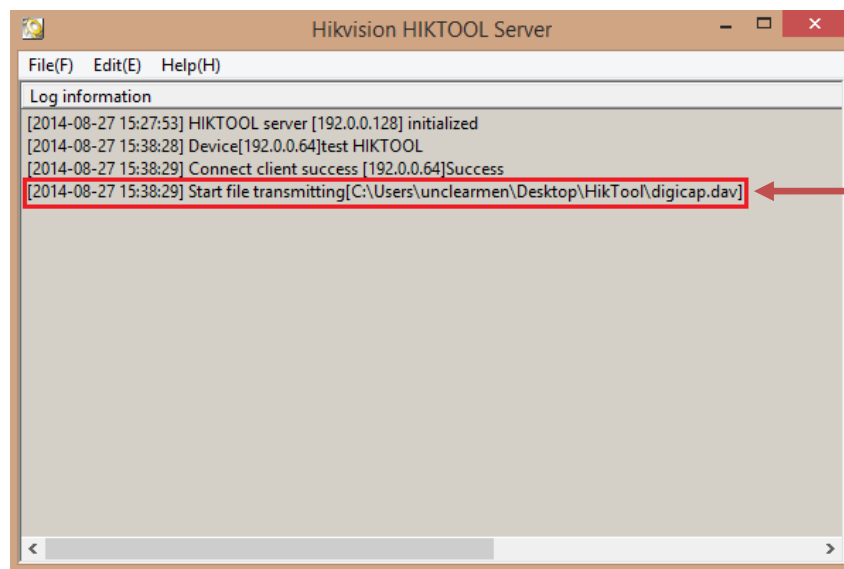 Hikvision HIKTOOL Server
File(F) Edit(E) Help(H)
Log information
[2014-08-27 15:27:53] HIKTOOL server [192.0.0.128] initialized
[2014-08-27 15:38:28] Device[192.0.0.64]test HIKTOOL
[2014-08-27 15:38:29] Connect client success [192.0.0.64]Success
[2014-08-27 15:38:29] Start file transmitting[C:\Users\unclearmen\Desktop\HikTool\digicap.dav]